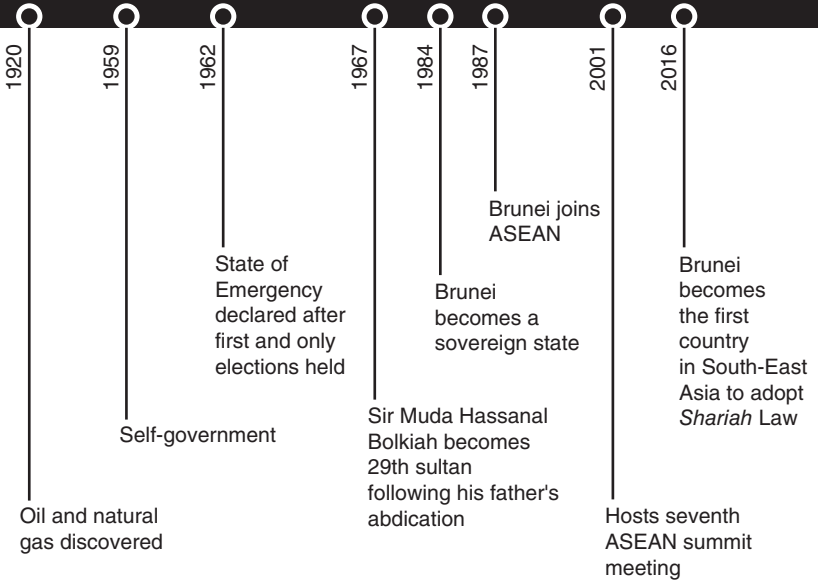 1920
1959
1962
1967
1984
1987
2001
2016
Brunei joins
ASEAN
State of
Emergency
declared after
first and only
elections held
Brunei
becomes a
sovereign state
Brunei
becomes
the first
country
in South-East
Asia to adopt
Shariah Law
Self-government
Sir Muda Hassanal
Bolkiah becomes
29th sultan
following his father's
abdication
Oil and natural
gas discovered
Hosts seventh
ASEAN summit
meeting